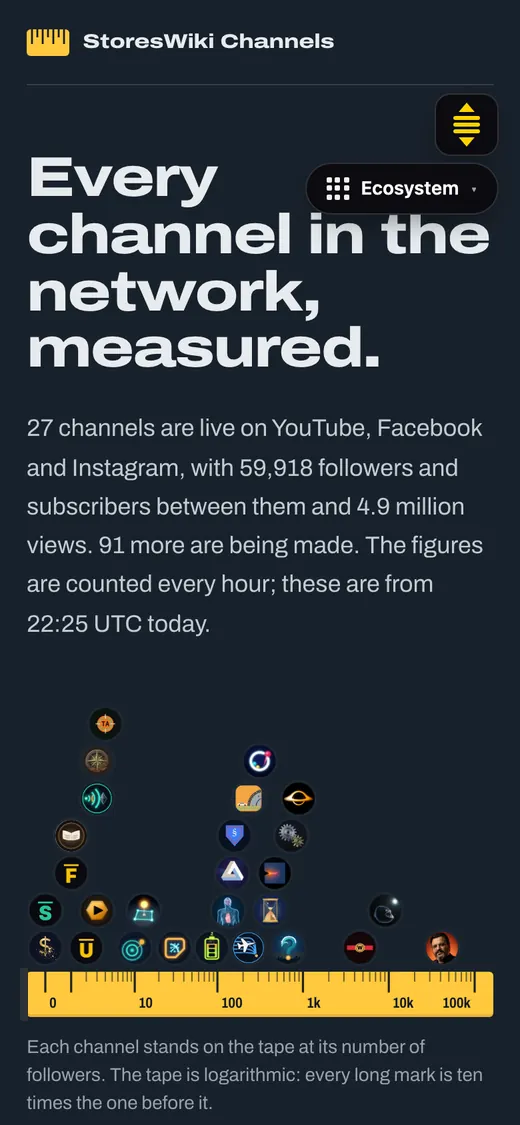 StoresWiki Channels
Ecosystem
Every
channel in the
network,
measured.
27 channels are live on YouTube, Facebook
and Instagram, with 59,918 followers and
subscribers between them and 4.9 million
views. 91 more are being made. The figures
are counted every hour; these are from
22:25 UTC today.
TA
F
S
$
U
W
0 10 100 1k 10k 100k
Each channel stands on the tape at its number of
followers. The tape is logarithmic: every long mark is ten
times the one before it.